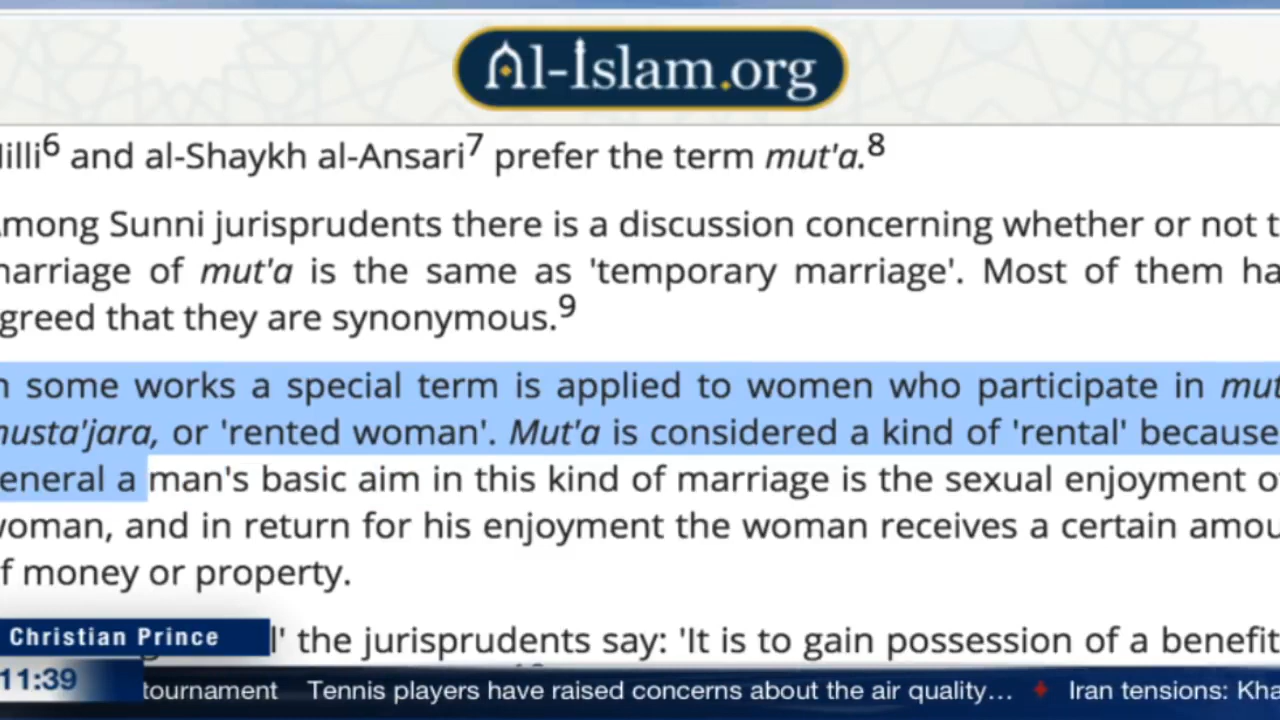 Al-Islam.org
illi6 and al-Shaykh al-Ansari7 prefer the term mut'a.8
mong Sunni jurisprudents there is a discussion concerning whether or not t
arriage of mut'a is the same as 'temporary marriage'. Most of them ha
greed that they are synonymous.9
n some works a special term is applied to women who participate in mut
usta'jara, or 'rented woman'. Mut'a is considered a kind of 'rental' because
eneral a man's basic aim in this kind of marriage is the sexual enjoyment o
woman, and in return for his enjoyment the woman receives a certain amou
f money or property.
l' the jurisprudents say: 'It is to gain possession of a benefit
Christian Prince
11:39
tournament Tennis players have raised concerns about the air quality... Iran tensions: Kha